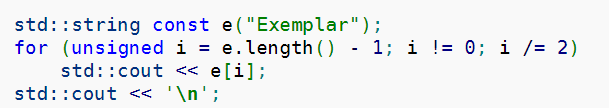 std::string const e("Exemplar");
for (unsigned i = e.length() - 1; i != 0; i /= 2)
    std::cout << e[i];
std::cout << '\n';